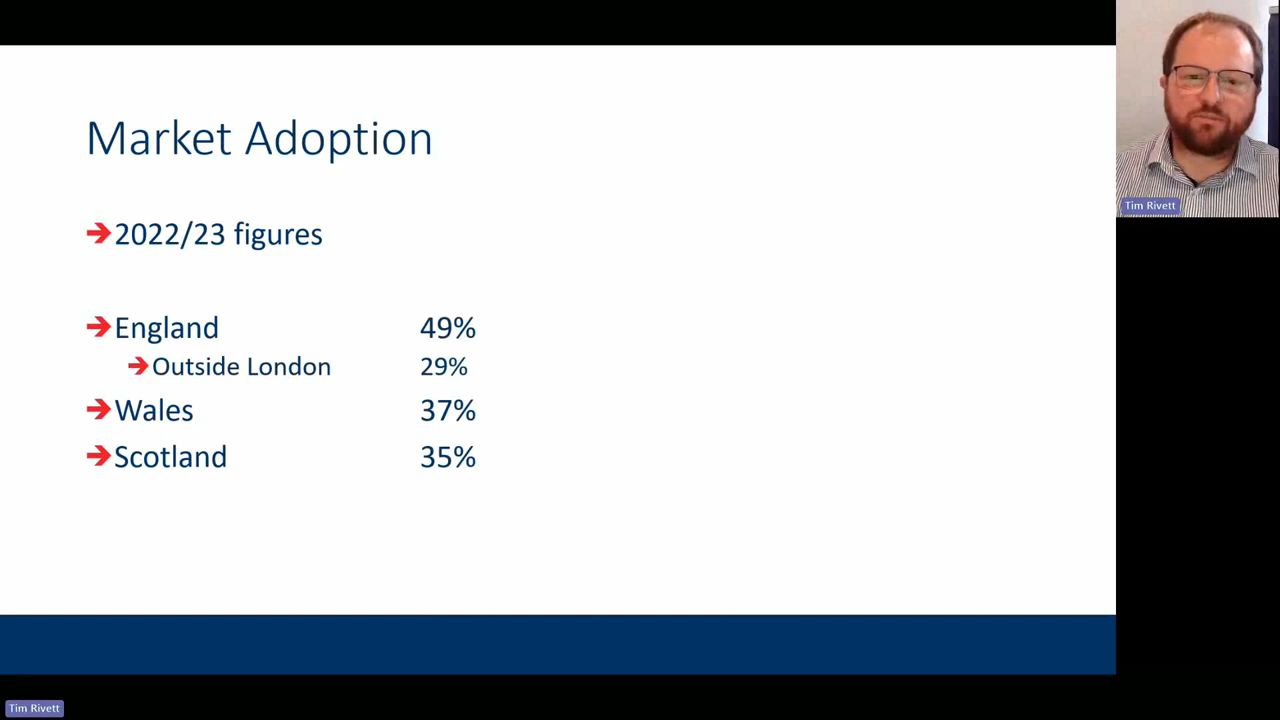 Market Adoption
2022/23 figures
England 49%
Outside London 29%
Wales 37%
Scotland 35%
Tim Rivett
Tim Rivett